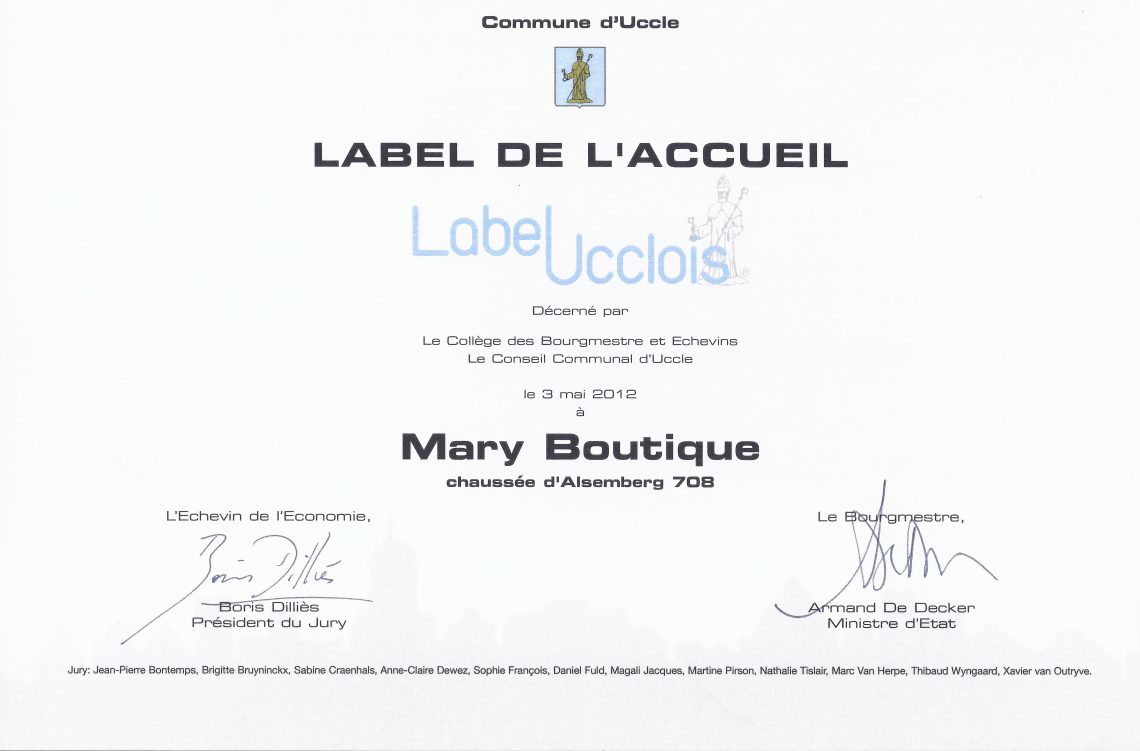 Commune d'Uccle
LABEL DE L'ACCUEIL
Label Ucclois
Décerné par
Le Collège des Bourgmestre et Echevins
Le Conseil Communal d'Uccle
le 3 mai 2012
à
Mary Boutique
chaussée d'Alsemberg 708
L'Echevin de l'Economie,
Boris Dilliès
Boris Dilliès
Président du Jury
Le Bourgmestre,
Armand De Decker
Ministre d'Etat
Jury: Jean-Pierre Bontemps, Brigitte Bruyninckx, Sabine Craenhals, Anne-Claire Dewez, Sophie François, Daniel Fuld, Magali Jacques, Martine Pirson, Nathalie Tislair, Marc Van Herpe, Thibaud Wyngaard, Xavier van Outryve.